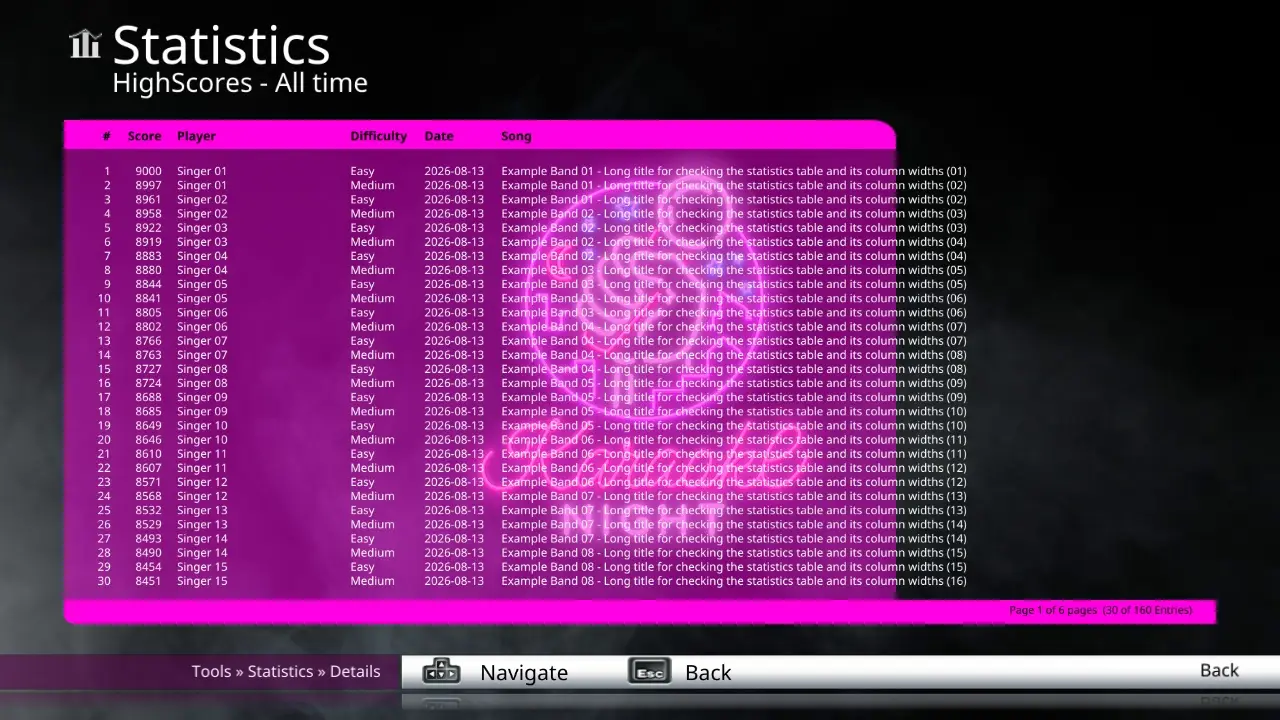 Statistics
HighScores - All time
# Score Player Difficulty Date Song
1 9000 Singer 01 Easy 2026-08-13 Example Band 01 - Long title for checking the statistics table and its column widths (01)
2 8997 Singer 01 Medium 2026-08-13 Example Band 01 - Long title for checking the statistics table and its column widths (02)
3 8961 Singer 02 Easy 2026-08-13 Example Band 01 - Long title for checking the statistics table and its column widths (02)
4 8958 Singer 02 Medium 2026-08-13 Example Band 02 - Long title for checking the statistics table and its column widths (03)
5 8922 Singer 03 Easy 2026-08-13 Example Band 02 - Long title for checking the statistics table and its column widths (03)
6 8919 Singer 03 Medium 2026-08-13 Example Band 02 - Long title for checking the statistics table and its column widths (04)
7 8883 Singer 04 Easy 2026-08-13 Example Band 02 - Long title for checking the statistics table and its column widths (04)
8 8880 Singer 04 Medium 2026-08-13 Example Band 03 - Long title for checking the statistics table and its column widths (05)
9 8844 Singer 05 Easy 2026-08-13 Example Band 03 - Long title for checking the statistics table and its column widths (05)
10 8841 Singer 05 Medium 2026-08-13 Example Band 03 - Long title for checking the statistics table and its column widths (06)
11 8805 Singer 06 Easy 2026-08-13 Example Band 03 - Long title for checking the statistics table and its column widths (06)
12 8802 Singer 06 Medium 2026-08-13 Example Band 04 - Long title for checking the statistics table and its column widths (07)
13 8766 Singer 07 Easy 2026-08-13 Example Band 04 - Long title for checking the statistics table and its column widths (07)
14 8763 Singer 07 Medium 2026-08-13 Example Band 04 - Long title for checking the statistics table and its column widths (08)
15 8727 Singer 08 Easy 2026-08-13 Example Band 04 - Long title for checking the statistics table and its column widths (08)
16 8724 Singer 08 Medium 2026-08-13 Example Band 05 - Long title for checking the statistics table and its column widths (09)
17 8688 Singer 09 Easy 2026-08-13 Example Band 05 - Long title for checking the statistics table and its column widths (09)
18 8685 Singer 09 Medium 2026-08-13 Example Band 05 - Long title for checking the statistics table and its column widths (10)
19 8649 Singer 10 Easy 2026-08-13 Example Band 05 - Long title for checking the statistics table and its column widths (10)
20 8646 Singer 10 Medium 2026-08-13 Example Band 06 - Long title for checking the statistics table and its column widths (11)
21 8610 Singer 11 Easy 2026-08-13 Example Band 06 - Long title for checking the statistics table and its column widths (11)
22 8607 Singer 11 Medium 2026-08-13 Example Band 06 - Long title for checking the statistics table and its column widths (12)
23 8571 Singer 12 Easy 2026-08-13 Example Band 06 - Long title for checking the statistics table and its column widths (12)
24 8568 Singer 12 Medium 2026-08-13 Example Band 07 - Long title for checking the statistics table and its column widths (13)
25 8532 Singer 13 Easy 2026-08-13 Example Band 07 - Long title for checking the statistics table and its column widths (13)
26 8529 Singer 13 Medium 2026-08-13 Example Band 07 - Long title for checking the statistics table and its column widths (14)
27 8493 Singer 14 Easy 2026-08-13 Example Band 07 - Long title for checking the statistics table and its column widths (14)
28 8490 Singer 14 Medium 2026-08-13 Example Band 08 - Long title for checking the statistics table and its column widths (15)
29 8454 Singer 15 Easy 2026-08-13 Example Band 08 - Long title for checking the statistics table and its column widths (15)
30 8451 Singer 15 Medium 2026-08-13 Example Band 08 - Long title for checking the statistics table and its column widths (16)
Karaoke
NIGHT
Page 1 of 6 pages (30 of 160 Entries)
Tools » Statistics » Details Navigate Esc Back Back